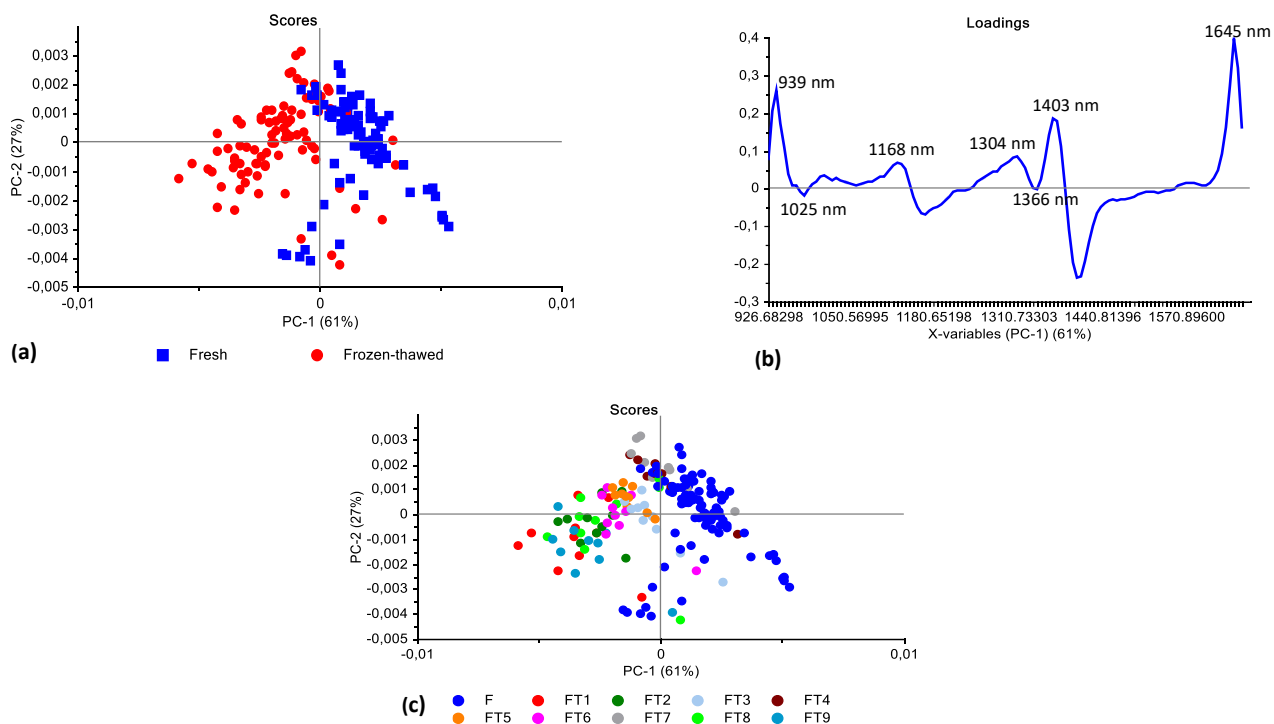 Scores
PC-2 (27%)
0,003
0,002
0,001
0
-0,001
-0,002
-0,003
-0,004
-0,005
-0,01
0
0,01
PC-1 (61%)
(a)
Fresh
Frozen-thawed
Loadings
0,4
0,3
0,2
0,1
0
-0,1
-0,2
-0,3
939 nm
1025 nm
1168 nm
1304 nm
1366 nm
1403 nm
1645 nm
926.68298 1050.56995 1180.65198 1310.73303 1440.81396 1570.89600
X-variables (PC-1) (61%)
(b)
Scores
PC-2 (27%)
0,003
0,002
0,001
0
-0,001
-0,002
-0,003
-0,004
-0,005
-0,01
0
0,01
PC-1 (61%)
(c)
F FT1 FT2 FT3 FT4
FT5 FT6 FT7 FT8 FT9